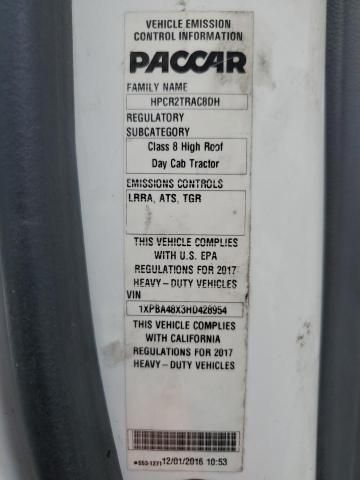 VEHICLE EMISSION
CONTROL INFORMATION
PACCAR
FAMILY NAME
HPCR2TRAC8DH
REGULATORY
SUBCATEGORY
Class 8 High Roof
Day Cab Tractor
EMISSIONS CONTROLS
LRRA, ATS, TGR
THIS VEHICLE COMPLIES
WITH U.S. EPA
REGULATIONS FOR 2017
HEAVY-DUTY VEHICLES
VIN
1XPBA48X3HD428954
THIS VEHICLE COMPLIES
WITH CALIFORNIA
REGULATIONS FOR 2017
HEAVY-DUTY VEHICLES
*553-1271 12/01/2016 10:53